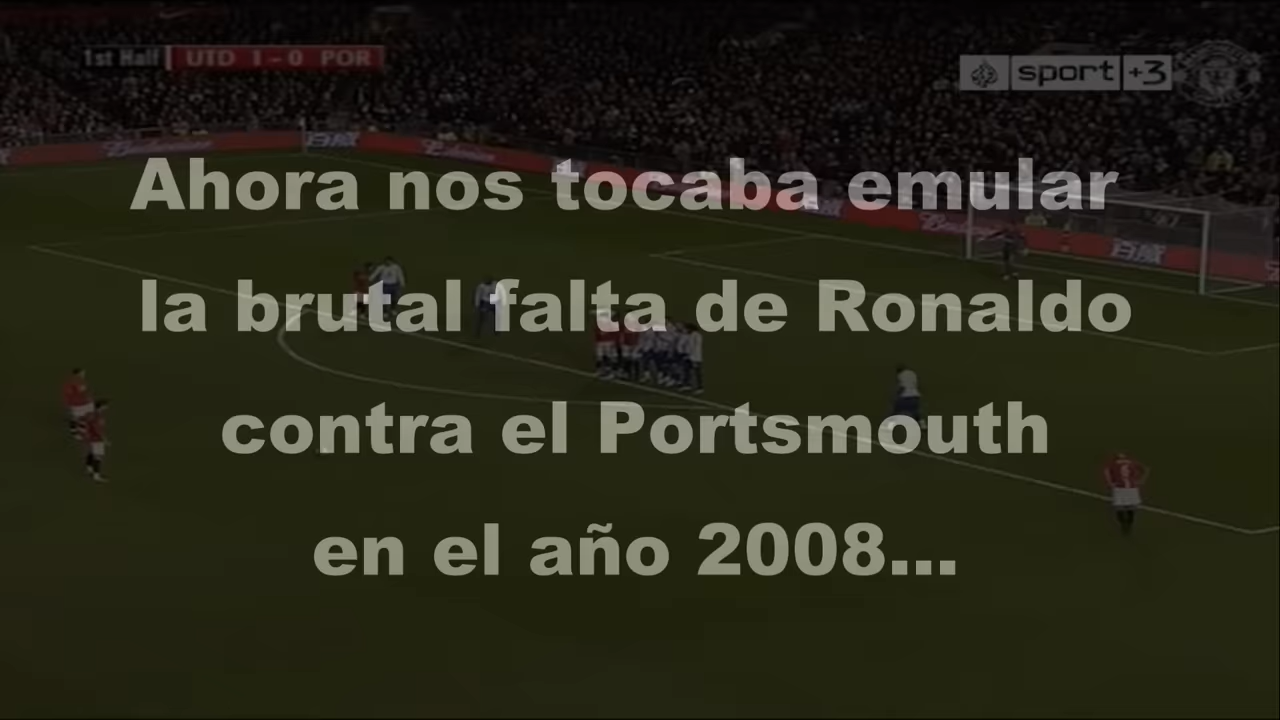 1st Half UTD 1 - 0 POR
sport +3
Ahora nos tocaba emular
la brutal falta de Ronaldo
contra el Portsmouth
en el año 2008...